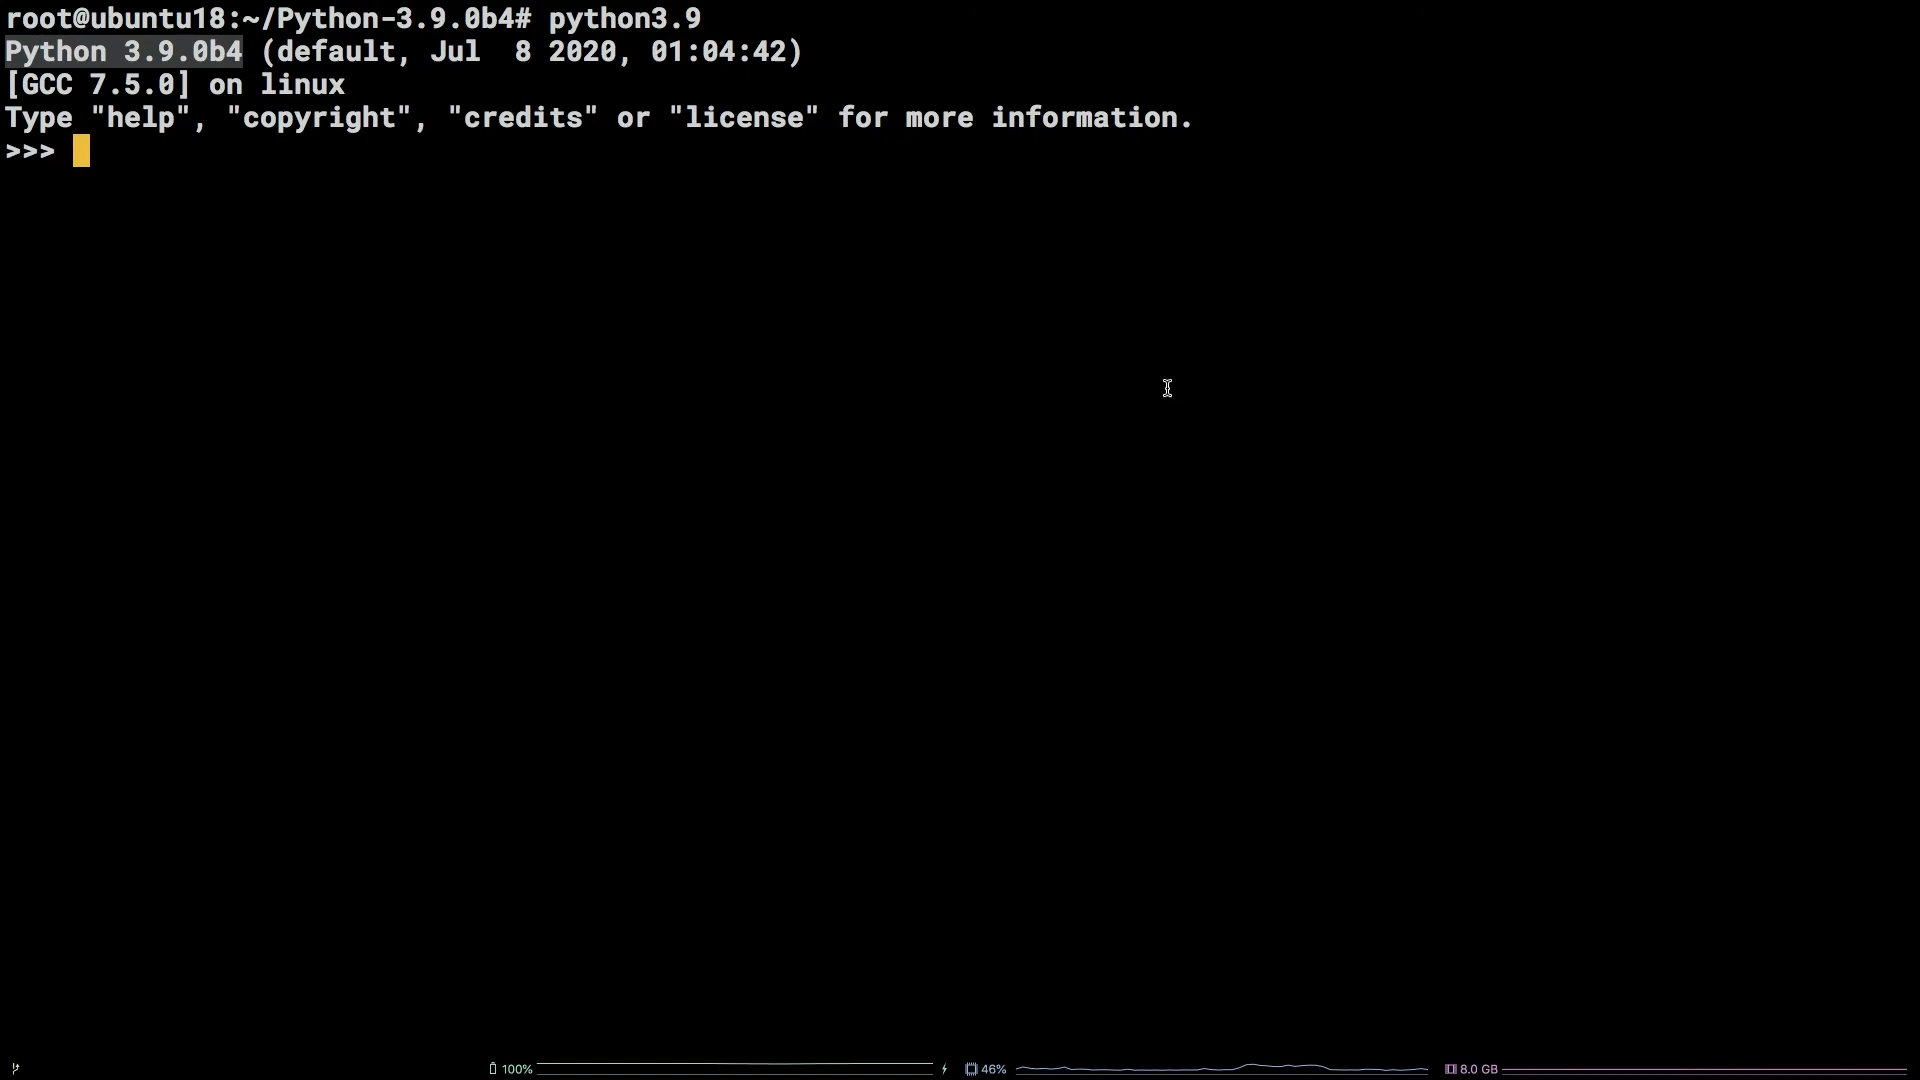 root@ubuntu18:~/Python-3.9.0b4# python3.9
Python 3.9.0b4 (default, Jul  8 2020, 01:04:42)
[GCC 7.5.0] on linux
Type "help", "copyright", "credits" or "license" for more information.
>>>
100% 46% 8.0 GB